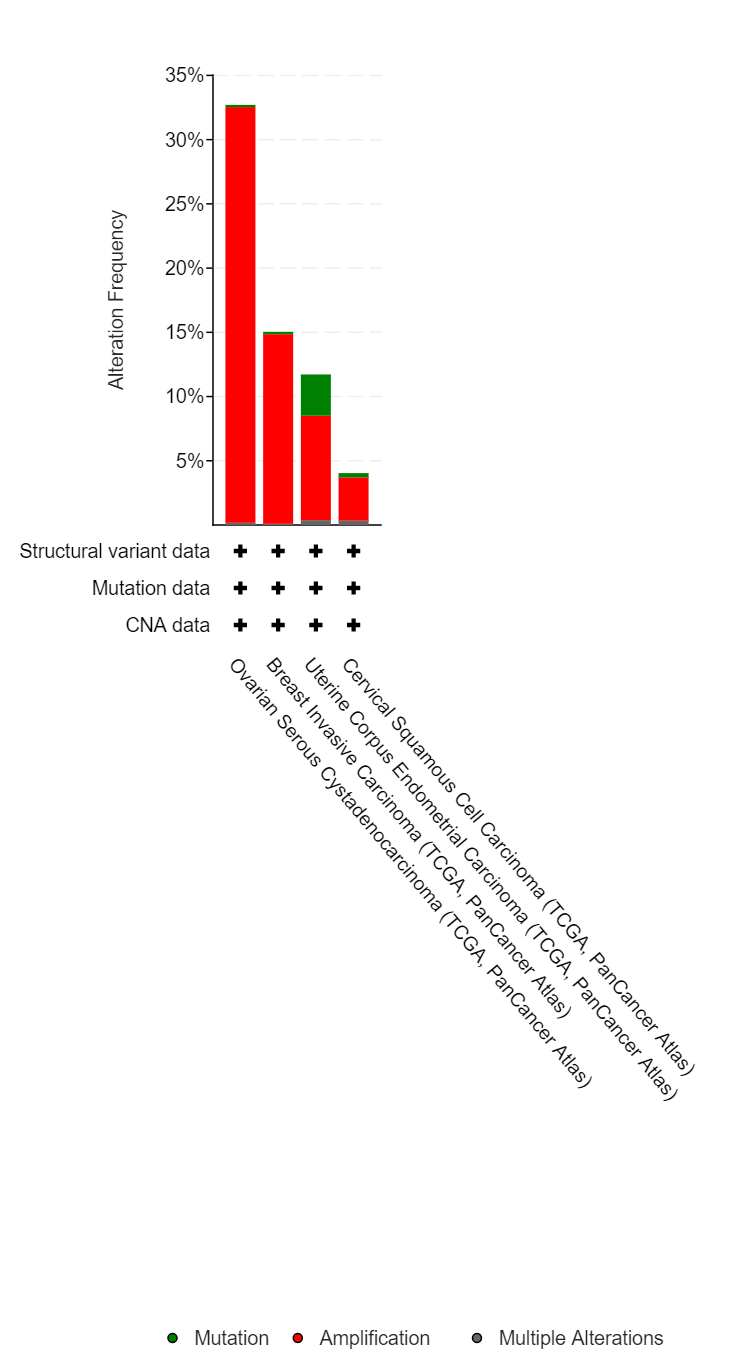 35%
30%
25%
20%
15%
10%
5%
Alteration Frequency
Structural variant data
Mutation data
CNA data
Ovarian Serous Cystadenocarcinoma (TCGA, PanCancer Atlas)
Breast Invasive Carcinoma (TCGA, PanCancer Atlas)
Uterine Corpus Endometrial Carcinoma (TCGA, PanCancer Atlas)
Cervical Squamous Cell Carcinoma (TCGA, PanCancer Atlas)
Mutation
Amplification
Multiple Alterations